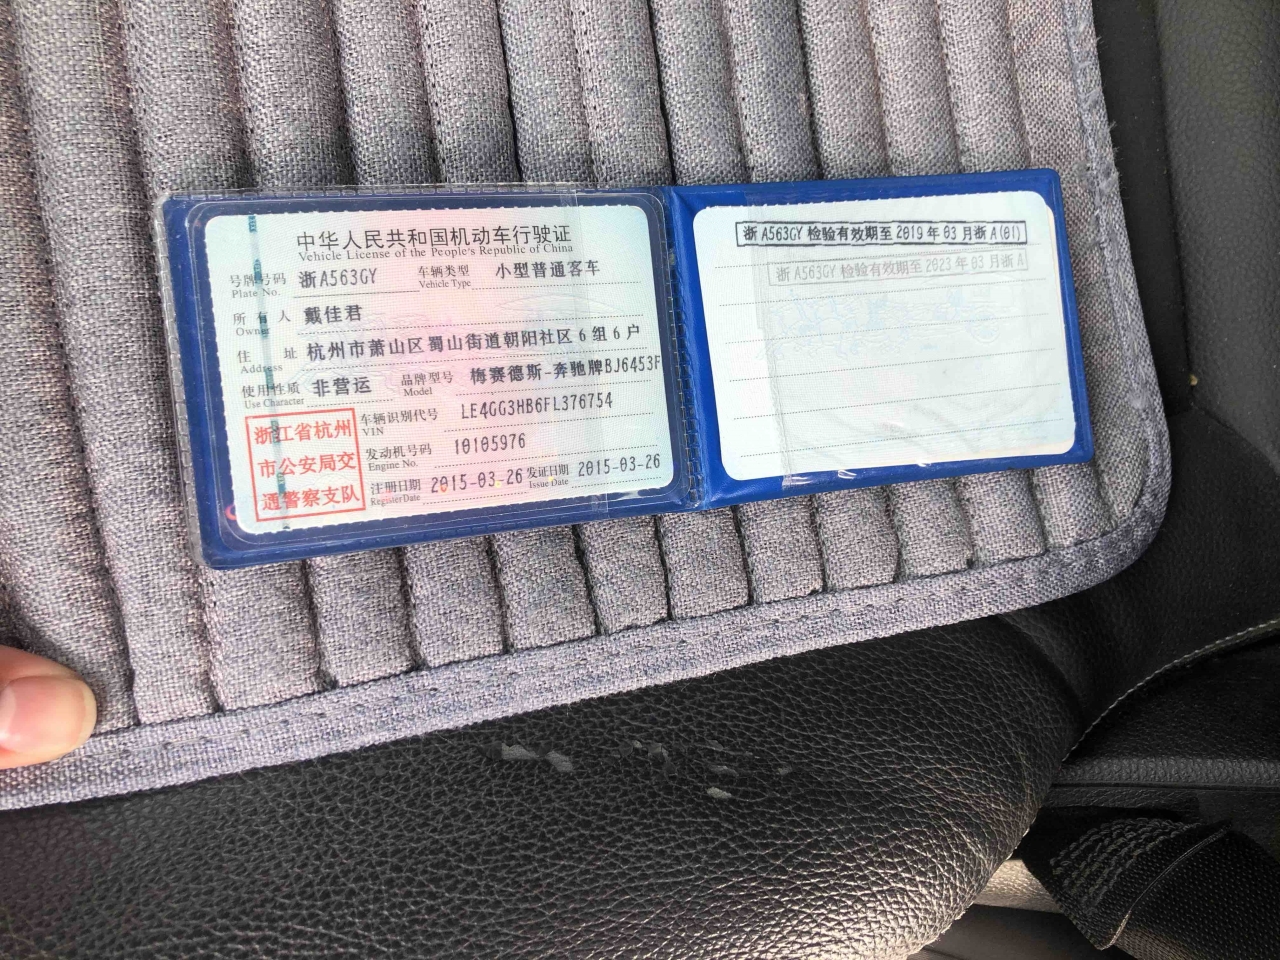 中华人民共和国机动车行驶证
Vehicle License of the People's Republic of China
号牌号码 浙A563GY 车辆类型 小型普通客车
Plate No. Vehicle Type
所有人 戴佳君
Owner
住址 杭州市萧山区蜀山街道朝阳社区6组6户
Address
使用性质 非营运 品牌型号 梅赛德斯-奔驰牌BJ6453F
Use Character Model
车辆识别代号 LE4GG3HB6FL376754
VIN
发动机号码 10105976
Engine No.
注册日期 2015-03-26 发证日期 2015-03-26
Register Date Issue Date
浙江省杭州
市公安局交
通警察支队
浙A563GY 检验有效期至2019年03月浙A(01)
浙A563GY 检验有效期至2023年03月浙A